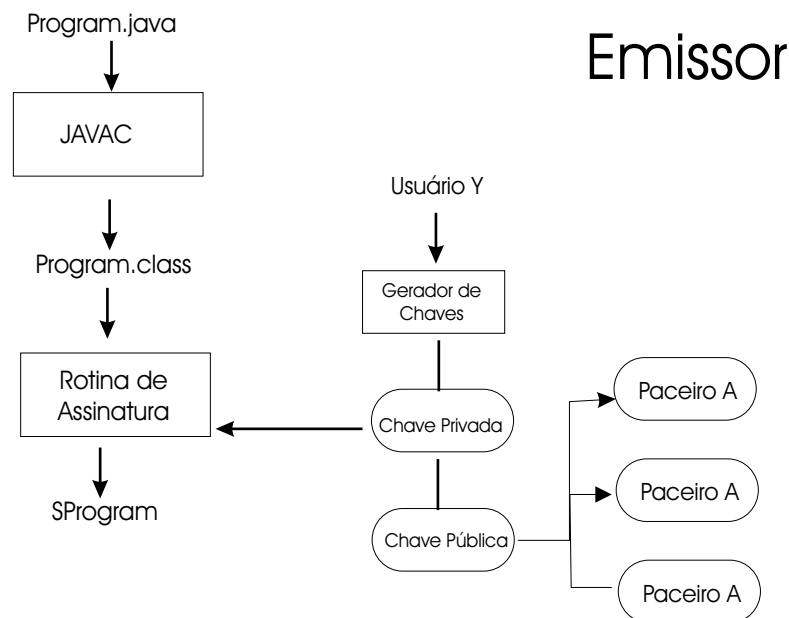 Program.java
Emissor
JAVAC
Usuário Y
Program.class
Gerador de
Chaves
Rotina de
Assinatura
Paceiro A
Chave Privada
Paceiro A
SProgram
Chave Pública
Paceiro A